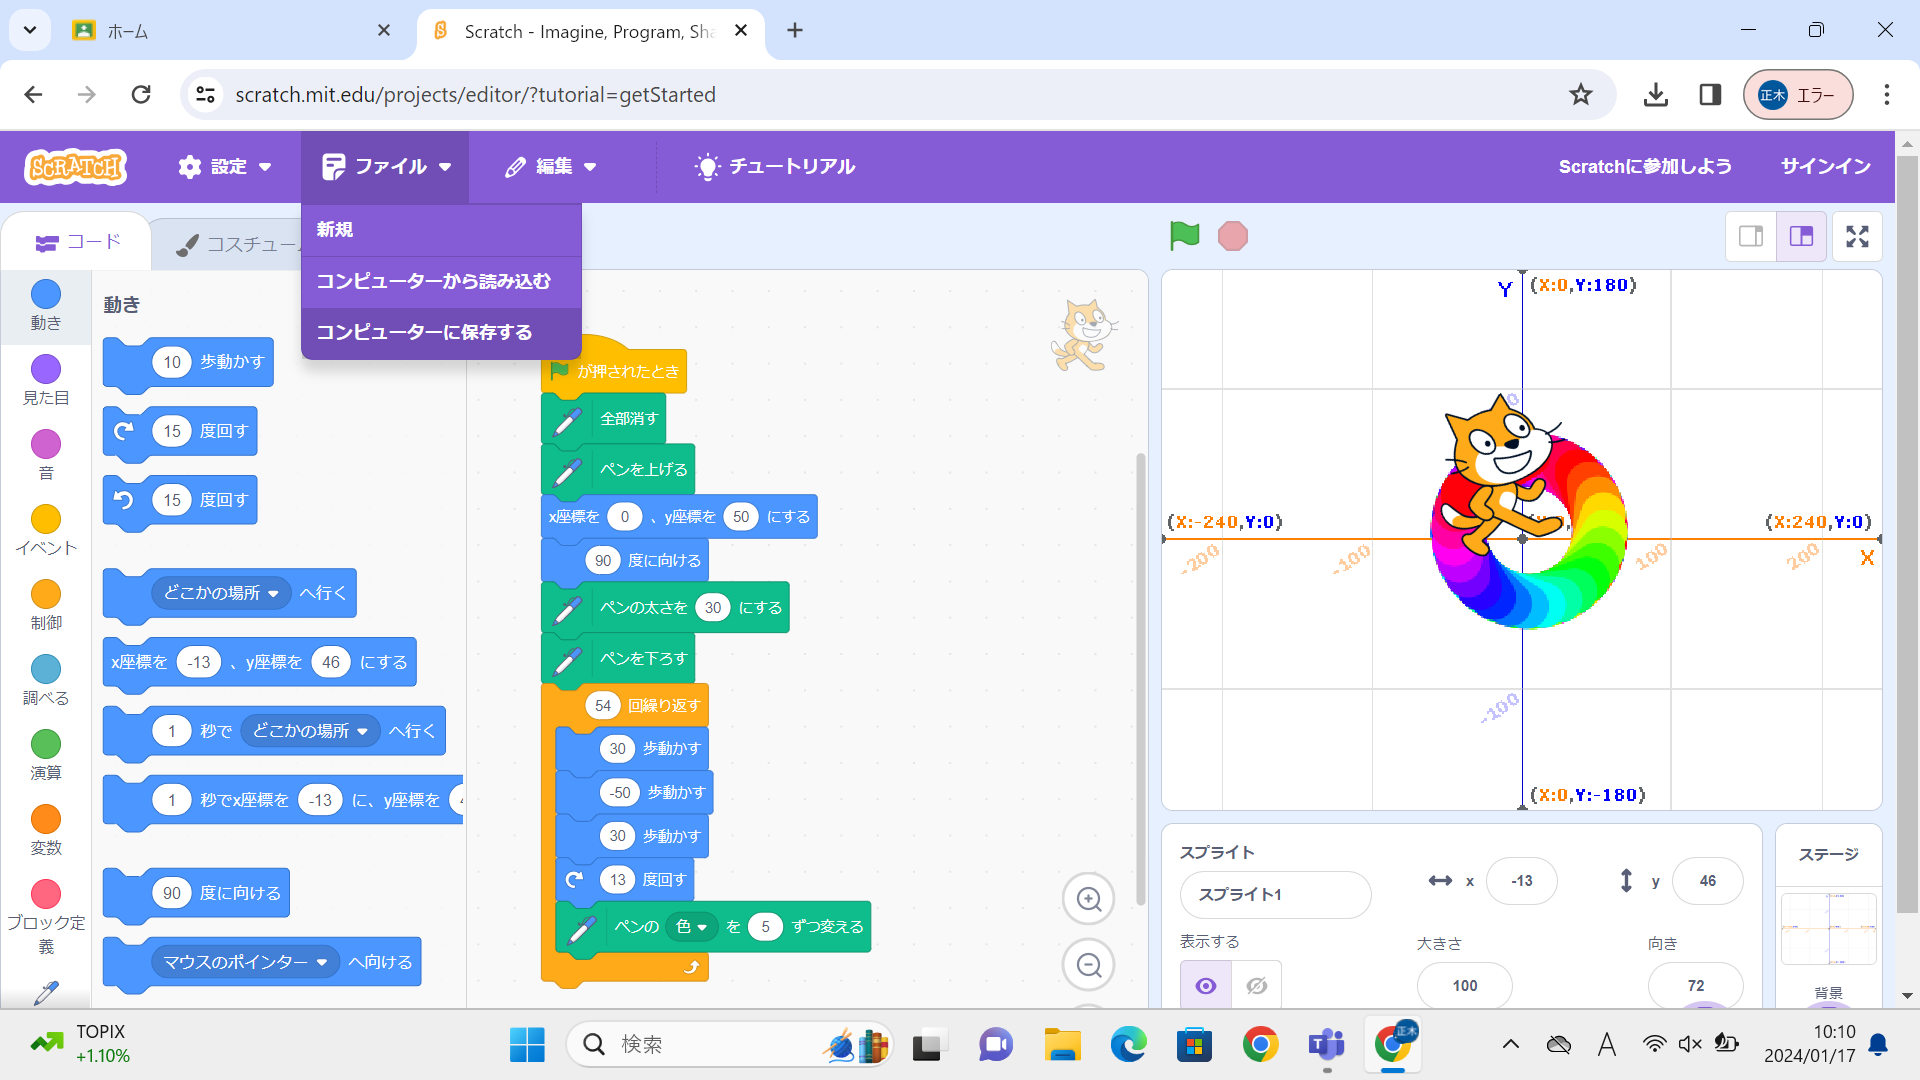 ホーム
Scratch - Imagine, Program, Sha
scratch.mit.edu/projects/editor/?tutorial=getStarted
正木 エラー
SCRATCH 設定 ファイル 編集 チュートリアル Scratchに参加しよう サインイン
新規
コンピューターから読み込む
コンピューターに保存する
コード
コスチューム
動き
見た目
音
イベント
制御
調べる
演算
変数
ブロック定
義
動き
10 歩動かす
15 度回す
15 度回す
どこかの場所 へ行く
x座標を -13 、y座標を 46 にする
1 秒で どこかの場所 へ行く
1 秒でx座標を -13 に、y座標を
90 度に向ける
マウスのポインター へ向ける
が押されたとき
全部消す
ペンを上げる
x座標を 0 、y座標を 50 にする
90 度に向ける
ペンの太さを 30 にする
ペンを下ろす
54 回繰り返す
30 歩動かす
-50 歩動かす
30 歩動かす
13 度回す
ペンの 色 を 5 ずつ変える
Y (X:0,Y:180)
(X:-240,Y:0)
(X:240,Y:0)
-200
-100
100
200
X
-100
(X:0,Y:-180)
スプライト
スプライト1
x -13
y 46
表示する
大きさ
100
向き
72
ステージ
背景
TOPIX
+1.10%
検索
正木
A
10:10
2024/01/17